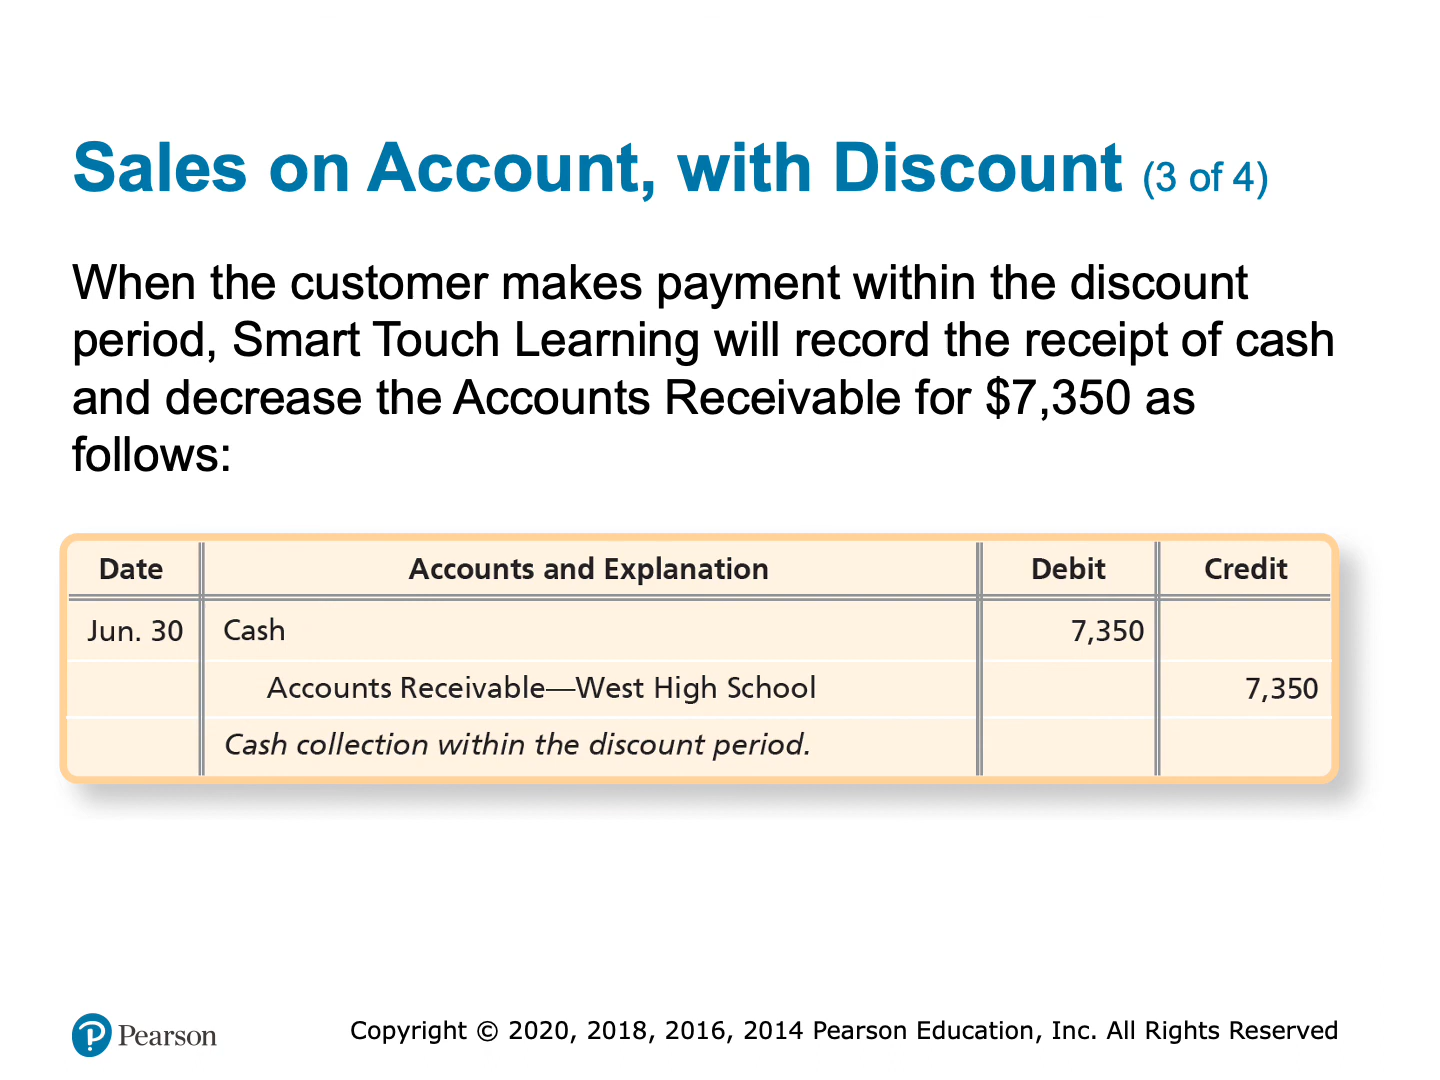 Sales on Account, with Discount (3 of 4)
When the customer makes payment within the discount
period, Smart Touch Learning will record the receipt of cash
and decrease the Accounts Receivable for $7,350 as
follows:
Date Accounts and Explanation Debit Credit
Jun. 30 Cash 7,350
Accounts Receivable—West High School 7,350
Cash collection within the discount period.
Pearson Copyright © 2020, 2018, 2016, 2014 Pearson Education, Inc. All Rights Reserved